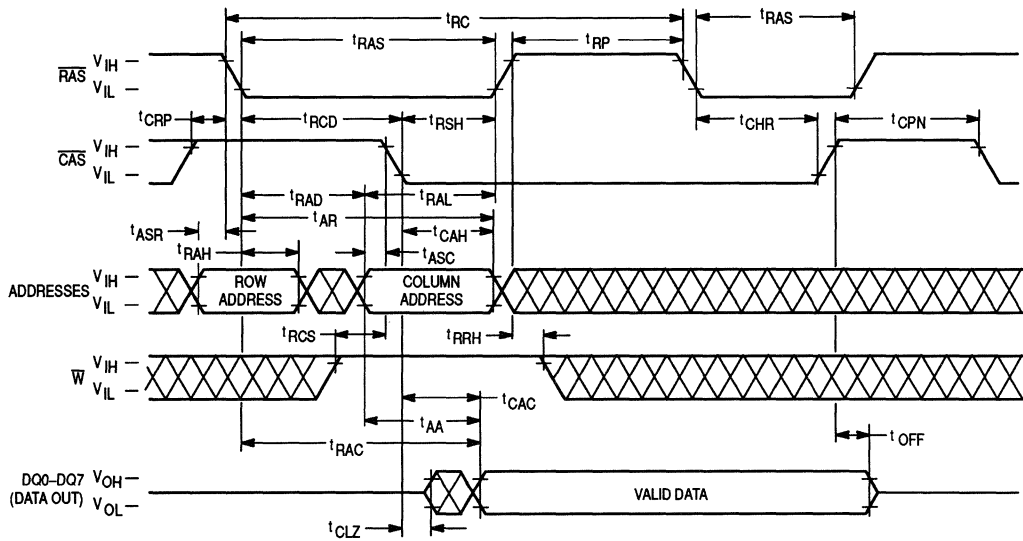 tRC
tRAS
tRAS
tRP
RAS
VIH
VIL
tCRP
tRCD
tRSH
tCHR
tCPN
CAS
VIH
VIL
tRAD
tRAL
tAR
tASR
tCAH
tRAH
tASC
ADDRESSES
VIH
VIL
ROW
ADDRESS
COLUMN
ADDRESS
tRCS
tRRH
W
VIH
VIL
tCAC
tAA
tRAC
tOFF
DQ0–DQ7
(DATA OUT)
VOH
VOL
VALID DATA
tCLZ